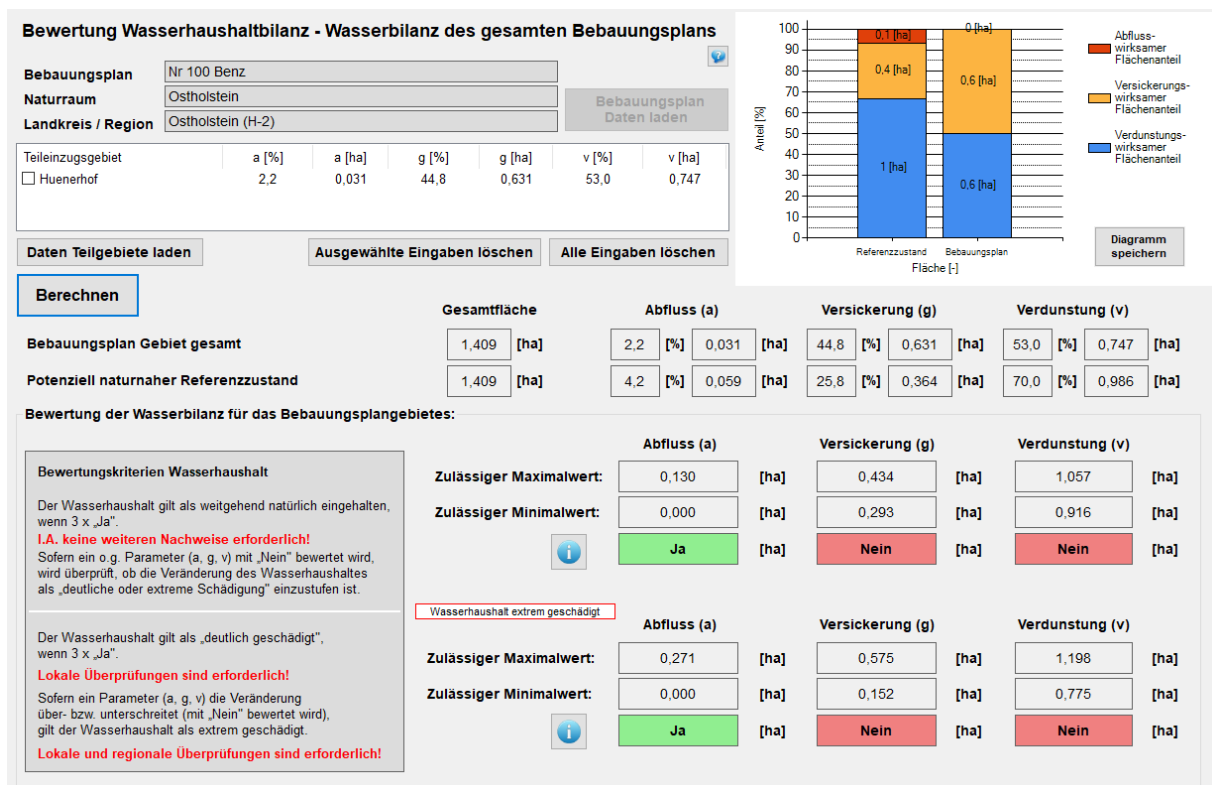 Bewertung Wasserhaushaltbilanz - Wasserbilanz des gesamten Bebauungsplans
Bebauungsplan Nr 100 Benz
Naturraum Ostholstein
Landkreis / Region Ostholstein (H-2)
Bebauungsplan
Daten laden
Teileinzugsgebiet a [%] a [ha] g [%] g [ha] v [%] v [ha]
Huenerhof 2,2 0,031 44,8 0,631 53,0 0,747
Daten Teilgebiete laden Ausgewählte Eingaben löschen Alle Eingaben löschen
Anteil [%]
100
90
80
70
60
50
40
30
20
10
0
0,1 [ha]
0,4 [ha]
1 [ha]
0 [ha]
0,6 [ha]
0,6 [ha]
Referenzzustand Bebauungsplan
Fläche [-]
Abfluss-
wirksamer
Flächenanteil
Versickerungs-
wirksamer
Flächenanteil
Verdunstungs-
wirksamer
Flächenanteil
Diagramm
speichern
Berechnen
Gesamtfläche Abfluss (a) Versickerung (g) Verdunstung (v)
Bebauungsplan Gebiet gesamt 1,409 [ha] 2,2 [%] 0,031 [ha] 44,8 [%] 0,631 [ha] 53,0 [%] 0,747 [ha]
Potenziell naturnaher Referenzzustand 1,409 [ha] 4,2 [%] 0,059 [ha] 25,8 [%] 0,364 [ha] 70,0 [%] 0,986 [ha]
Bewertung der Wasserbilanz für das Bebauungsplangebietes:
Bewertungskriterien Wasserhaushalt
Der Wasserhaushalt gilt als weitgehend natürlich eingehalten,
wenn 3 x „Ja".
I.A. keine weiteren Nachweise erforderlich!
Sofern ein o.g. Parameter (a, g, v) mit „Nein" bewertet wird,
wird überprüft, ob die Veränderung des Wasserhaushaltes
als „deutliche oder extreme Schädigung" einzustufen ist.
Der Wasserhaushalt gilt als „deutlich geschädigt",
wenn 3 x „Ja".
Lokale Überprüfungen sind erforderlich!
Sofern ein Parameter (a, g, v) die Veränderung
über- bzw. unterschreitet (mit „Nein" bewertet wird),
gilt der Wasserhaushalt als extrem geschädigt.
Lokale und regionale Überprüfungen sind erforderlich!
Abfluss (a) Versickerung (g) Verdunstung (v)
Zulässiger Maximalwert: 0,130 [ha] 0,434 [ha] 1,057 [ha]
Zulässiger Minimalwert: 0,000 [ha] 0,293 [ha] 0,916 [ha]
Ja [ha] Nein [ha] Nein [ha]
Wasserhaushalt extrem geschädigt
Abfluss (a) Versickerung (g) Verdunstung (v)
Zulässiger Maximalwert: 0,271 [ha] 0,575 [ha] 1,198 [ha]
Zulässiger Minimalwert: 0,000 [ha] 0,152 [ha] 0,775 [ha]
Ja [ha] Nein [ha] Nein [ha]